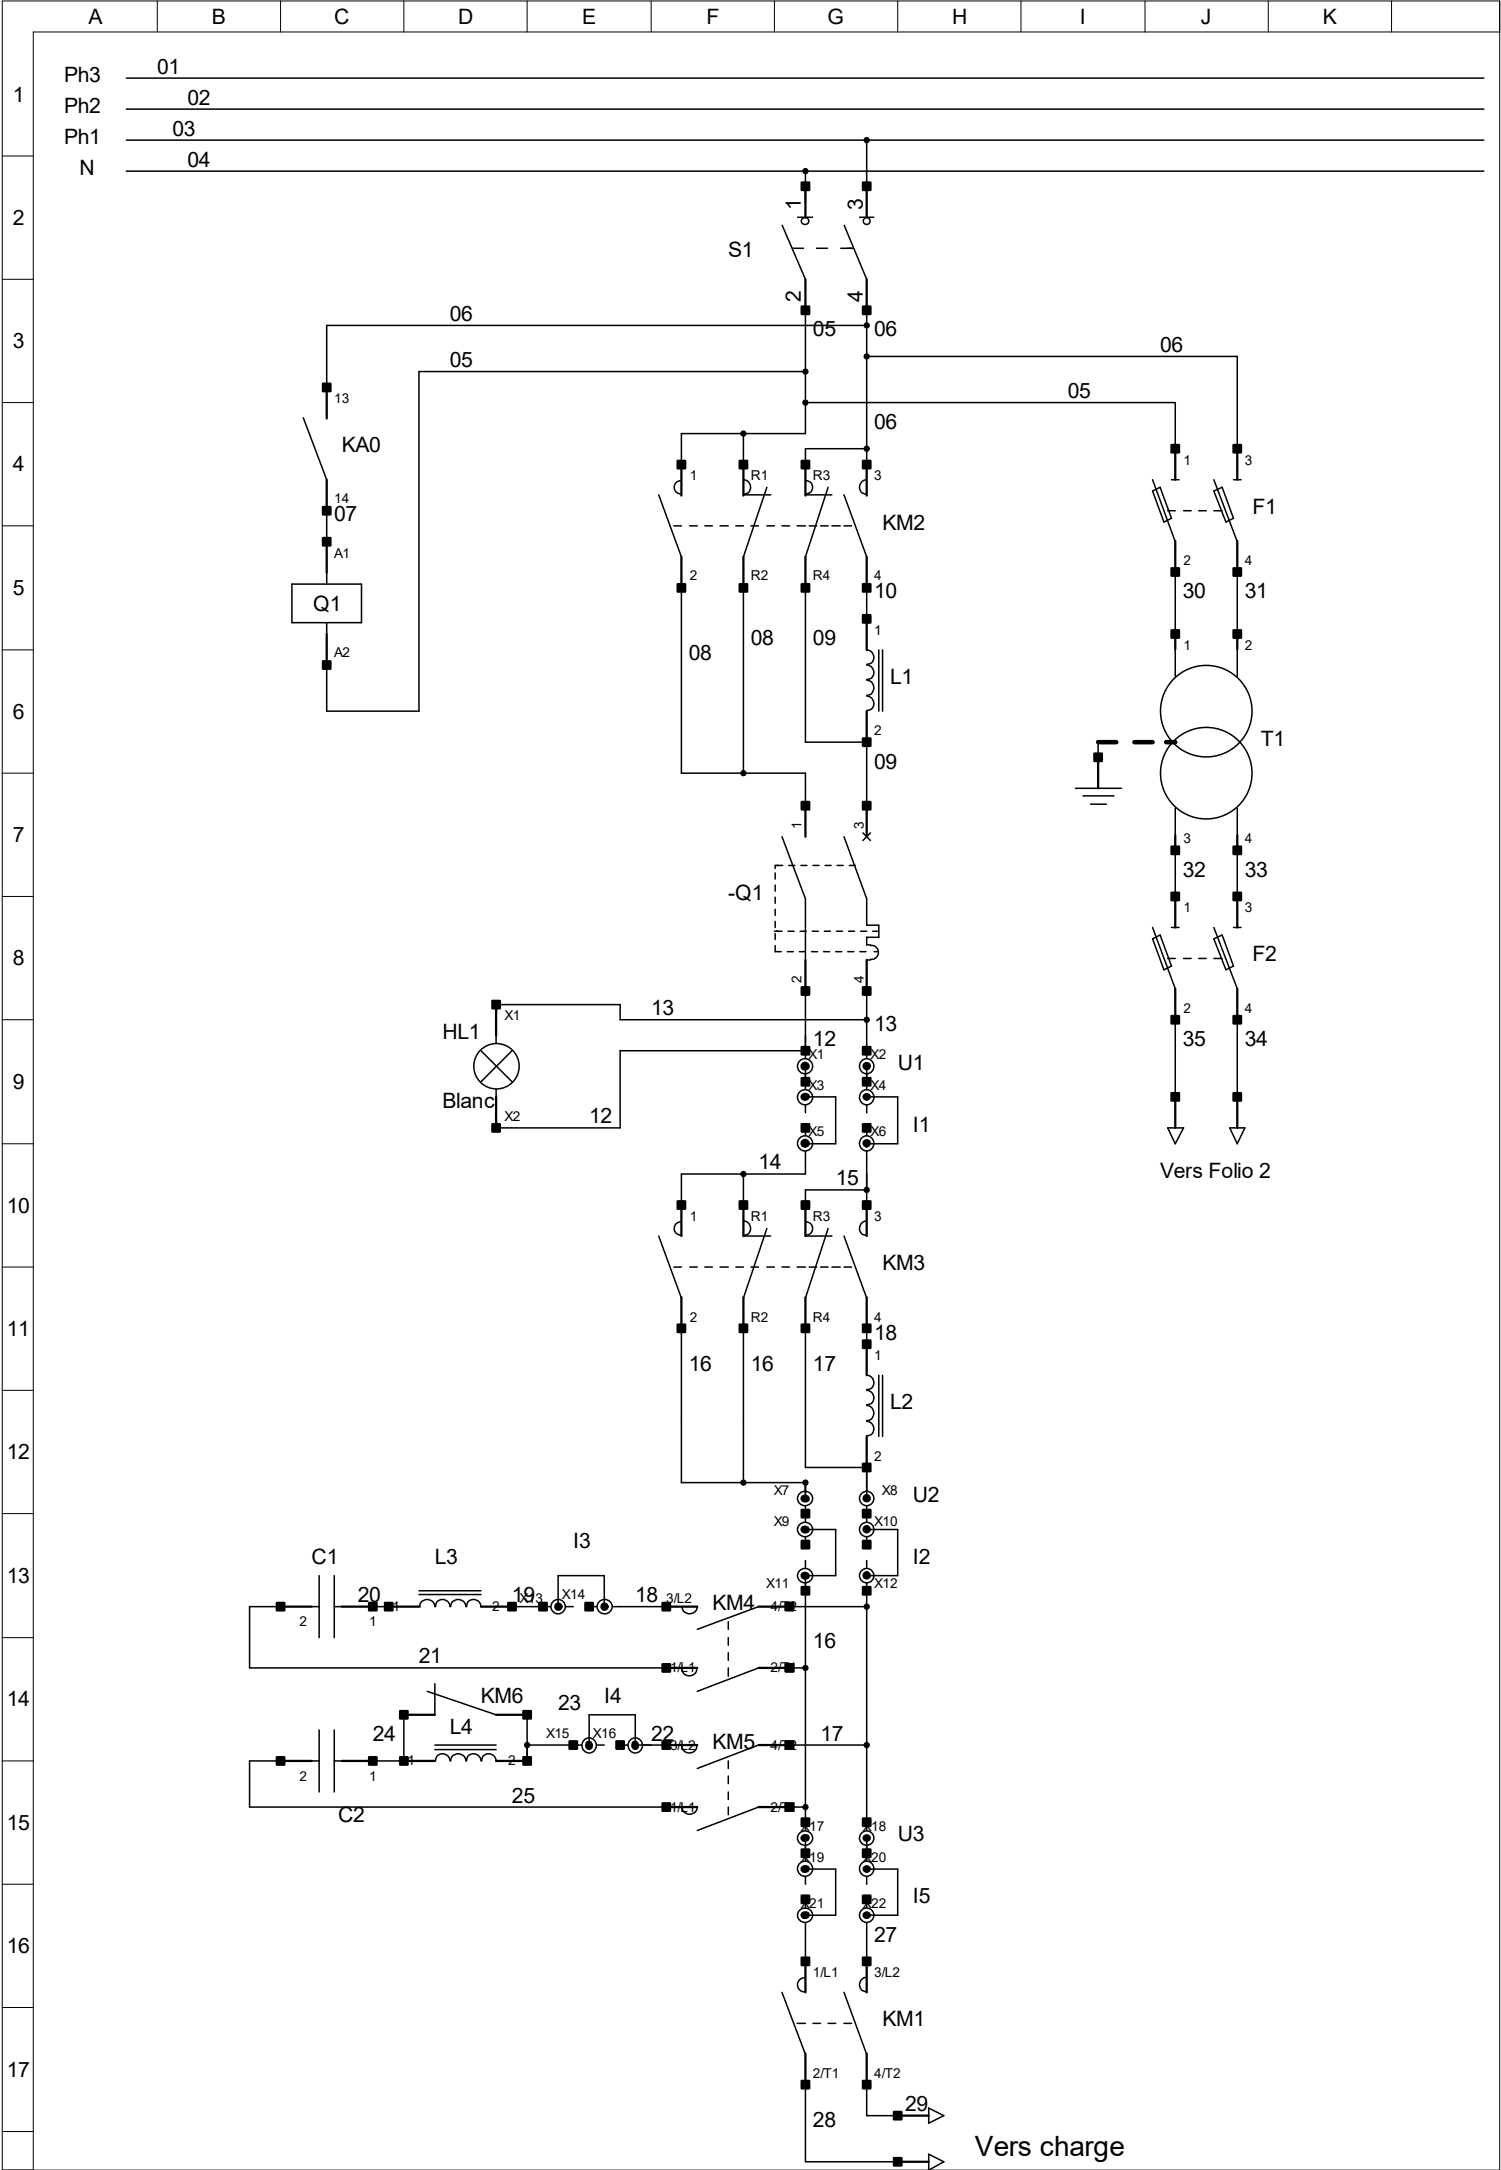 A B C D E F G H I J K
1
Ph3 01
Ph2 02
Ph1 03
N 04
2
1 3
S1
2 4
3
06 05 06
05 06
05
13 06
4
KA0 1 R1 R3 3 1 3
14 KM2 F1
07
A1 2 R2 R4 4 2 4
5
Q1 10 30 31
A2 08 08 09 1 1 2
6
L1
2 T1
09
7
1 3 3 4
32 33
-Q1 1 3
8
F2
2 4 2 4
X1 13 13 35 34
HL1 12
9
X1 X2 U1
Blanc X3 X4
X2 12 X5 X6 I1
14 15 Vers Folio 2
10
1 R1 R3 3
KM3
11
2 R2 R4 4
18
16 16 17 1
L2
12
2
X7 X8 U2
X9 X10
13
C1 L3 I3 I2
X11 X12
20 19 X13 X14 18 3/L2 KM4 4/T2
2 1 1 2
16
21 1/L1 2/T1
14
KM6 23 I4
24 L4 X15 X16 22 3/L2 KM5 4/T2 17
2 1 1 2
25 1/L1 2/T1
15
C2 X17 X18 U3
X19 X20
X21 X22 I5
16
27
1/L1 3/L2
KM1
17
2/T1 4/T2
29
28
Vers charge